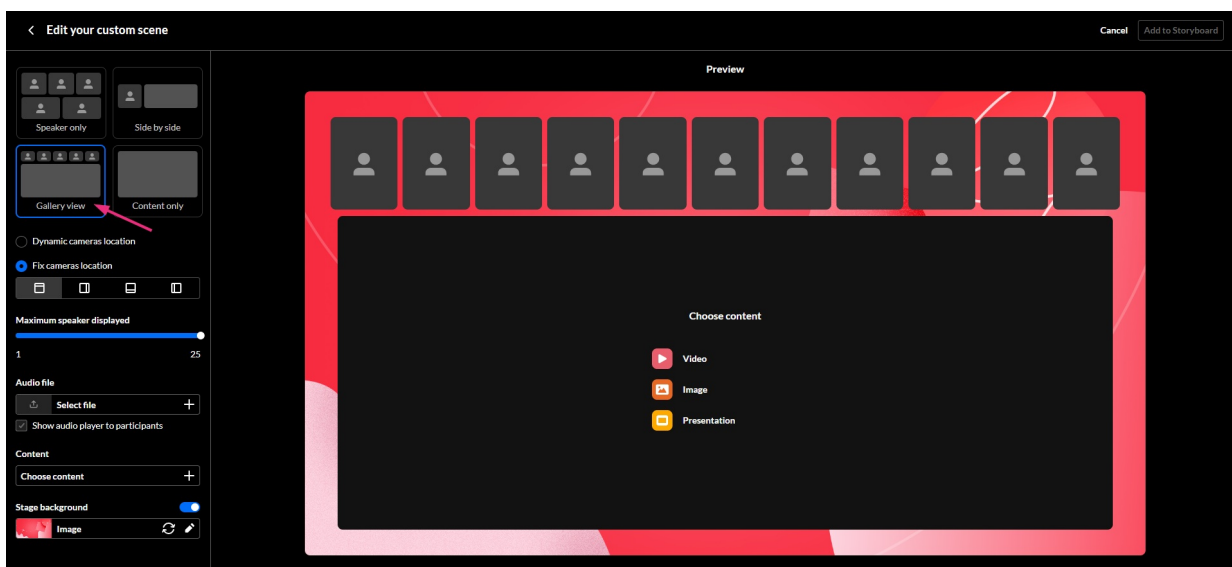 Edit your custom scene
Cancel
Add to Storyboard
Speaker only
Side by side
Gallery view
Content only
Dynamic cameras location
Fix cameras location
Maximum speaker displayed
1
25
Audio file
Select file
Show audio player to participants
Content
Choose content
Stage background
Image
Preview
Choose content
Video
Image
Presentation